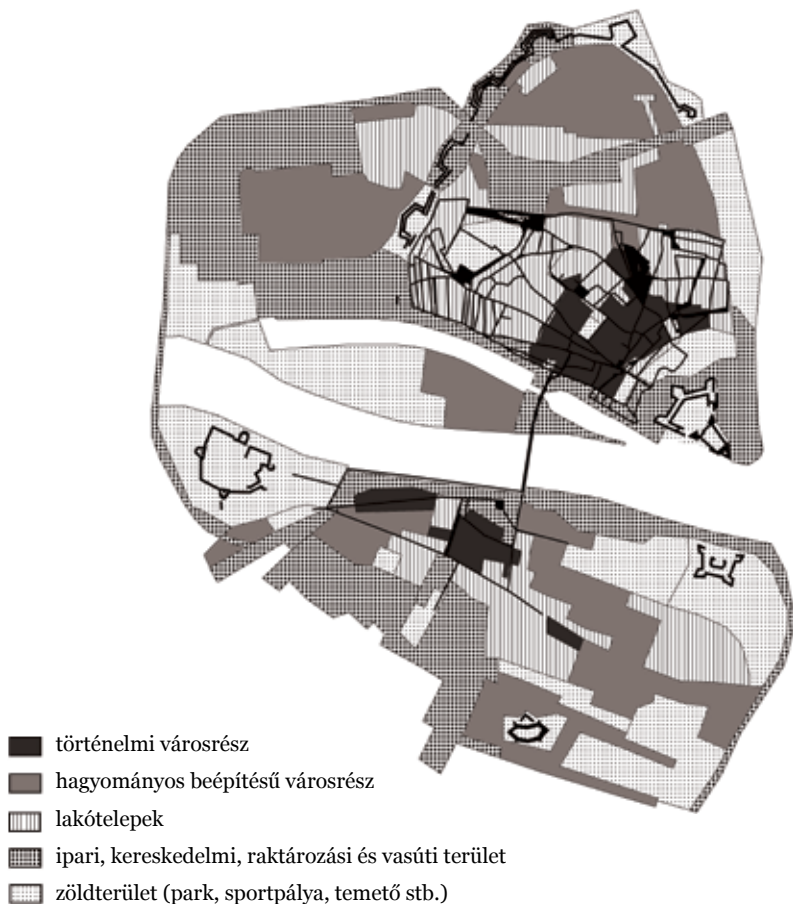 történelmi városrész
hagyományos beépítésű városrész
lakótelepek
ipari, kereskedelmi, raktározási és vasúti terület
zöldterület (park, sportpálya, temető stb.)